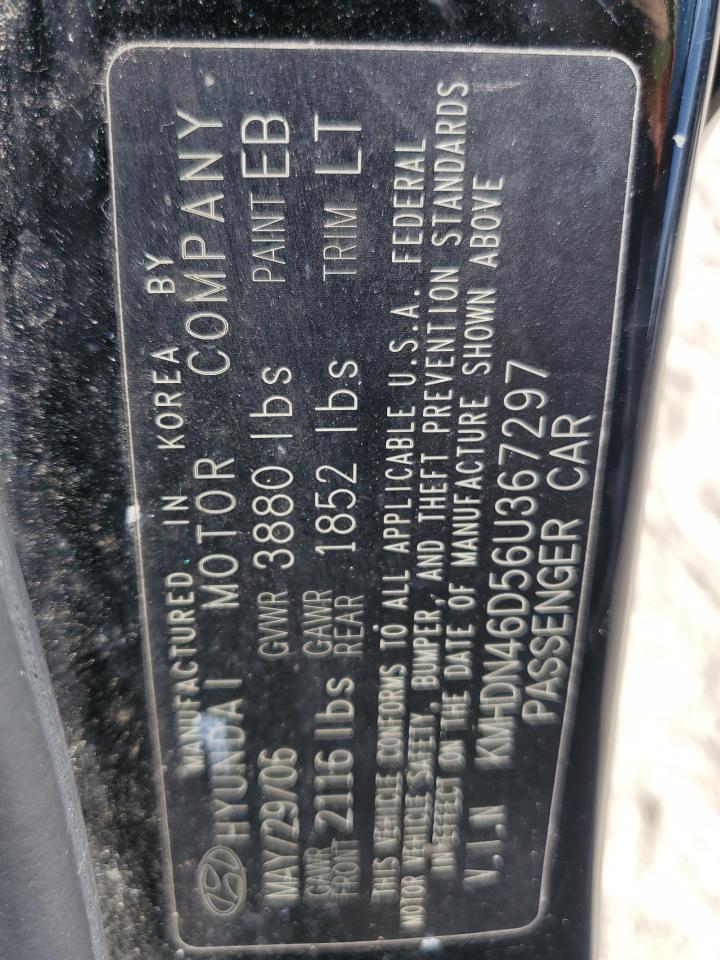 MANUFACTURED IN KOREA BY
HYUNDAI MOTOR COMPANY
MAY/29/06 GVWR 3880 lbs PAINT EB
GAWR FRONT 2116 lbs GAWR REAR 1852 lbs TRIM LT
THIS VEHICLE CONFORMS TO ALL APPLICABLE U.S.A. FEDERAL
MOTOR VEHICLE SAFETY, BUMPER, AND THEFT PREVENTION STANDARDS
IN EFFECT ON THE DATE OF MANUFACTURE SHOWN ABOVE
V.I.N KMHDN46D56U367297
PASSENGER CAR